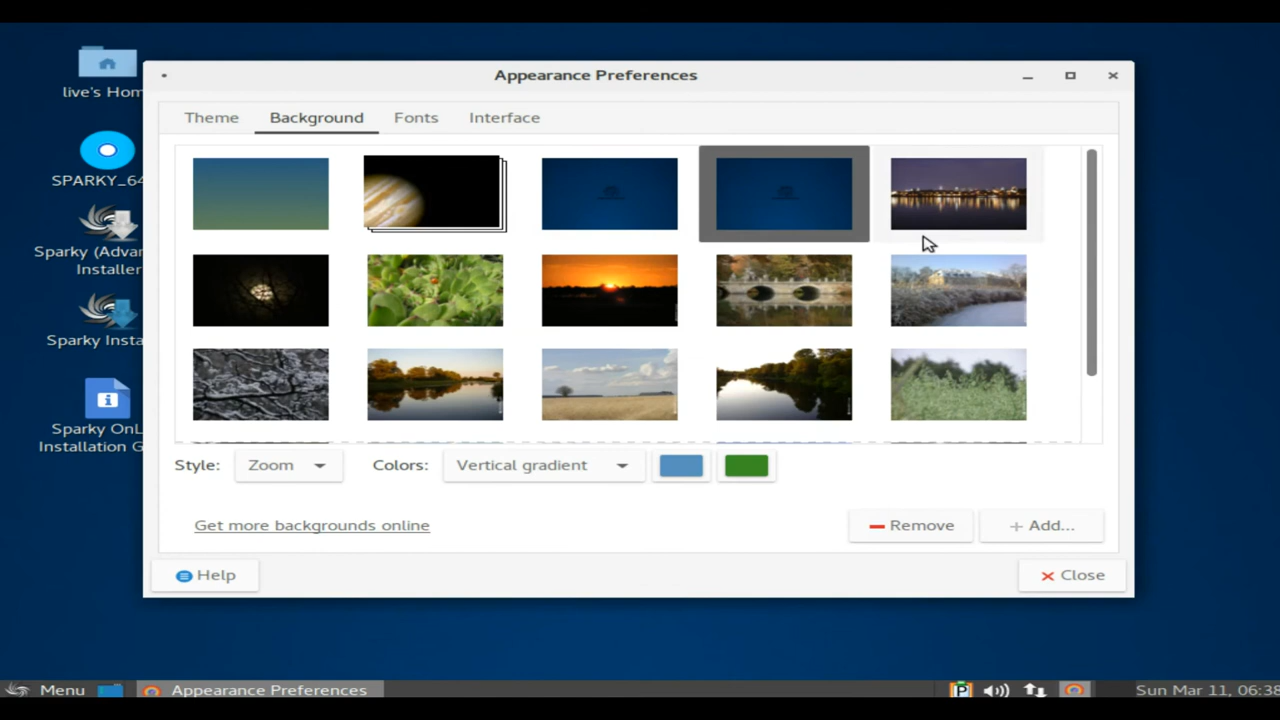 Appearance Preferences
live's Hom
Theme
Background
Fonts
Interface
SPARKY_64
Sparky (Advan
Installer
Sparky Insta
Sparky OnL
Installation G
Style:
Zoom
Colors:
Vertical gradient
Get more backgrounds online
Remove
Add...
Help
Close
Menu
Appearance Preferences
P
Sun Mar 11, 06:38